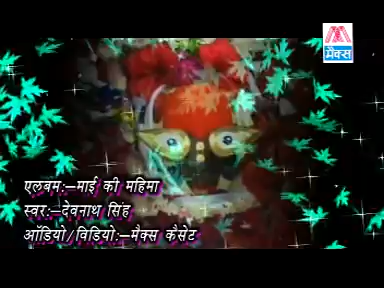 मैक्स
एलबम:–माई की महिमा
स्वर:–देवनाथ सिंह
ऑडियो/विडियो:–मैक्स कैसेट